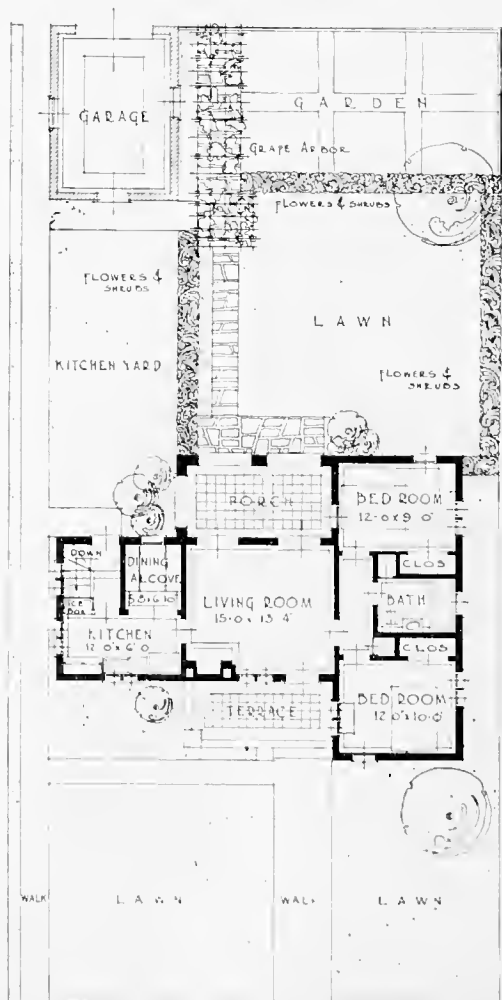 GARDEN
GARAGE
GRAPE ARBOR
FLOWERS & SHRUBS
FLOWERS &
SHRUBS
LAWN
KITCHEN YARD
FLOWERS &
SHRUBS
PORCH
BED ROOM
12-0 x 9 0"
DOWN
DINING
ALCOVE
CLOS
ICE
BOX
LIVING ROOM
15-0 x 13-4"
BATH
KITCHEN
12'0" x 6'0
CLOS
TERRACE
BED ROOM
12'0" x 10'-0"
WALK
LAWN
WALK
LAWN